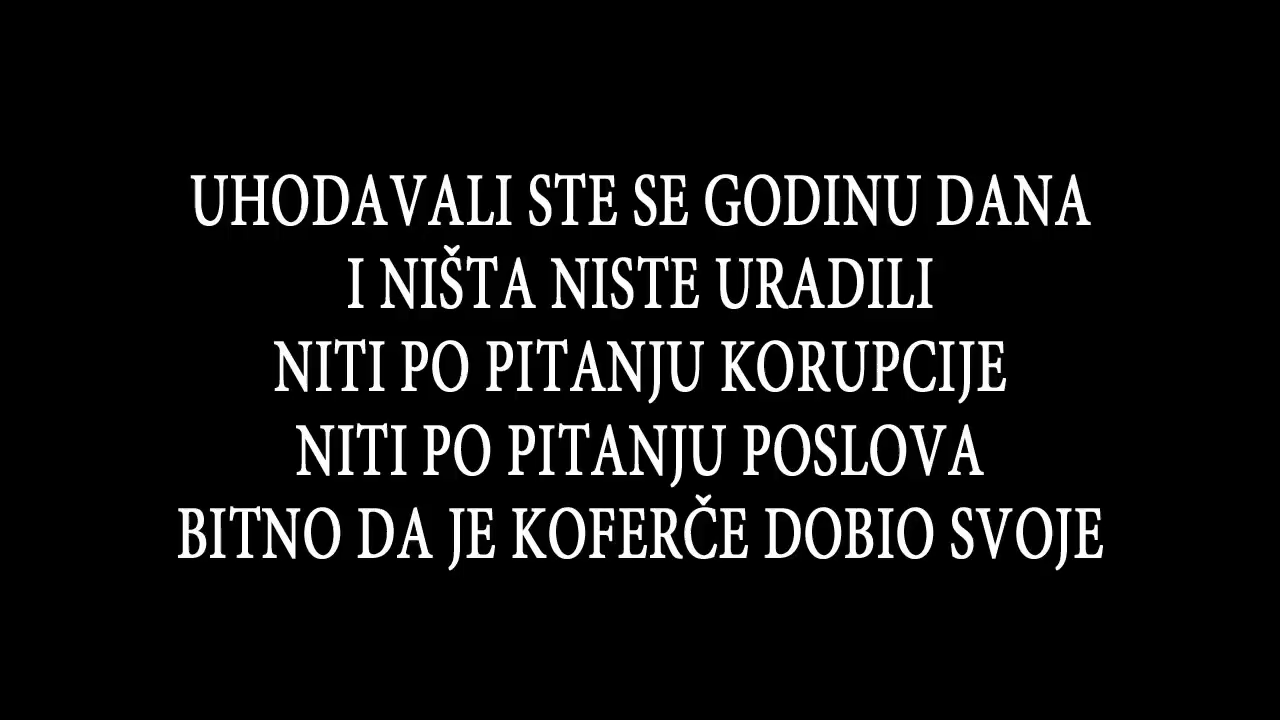 UHODAVALI STE SE GODINU DANA
I NIŠTA NISTE URADILI
NITI PO PITANJU KORUPCIJE
NITI PO PITANJU POSLOVA
BITNO DA JE KOFERČE DOBIO SVOJE